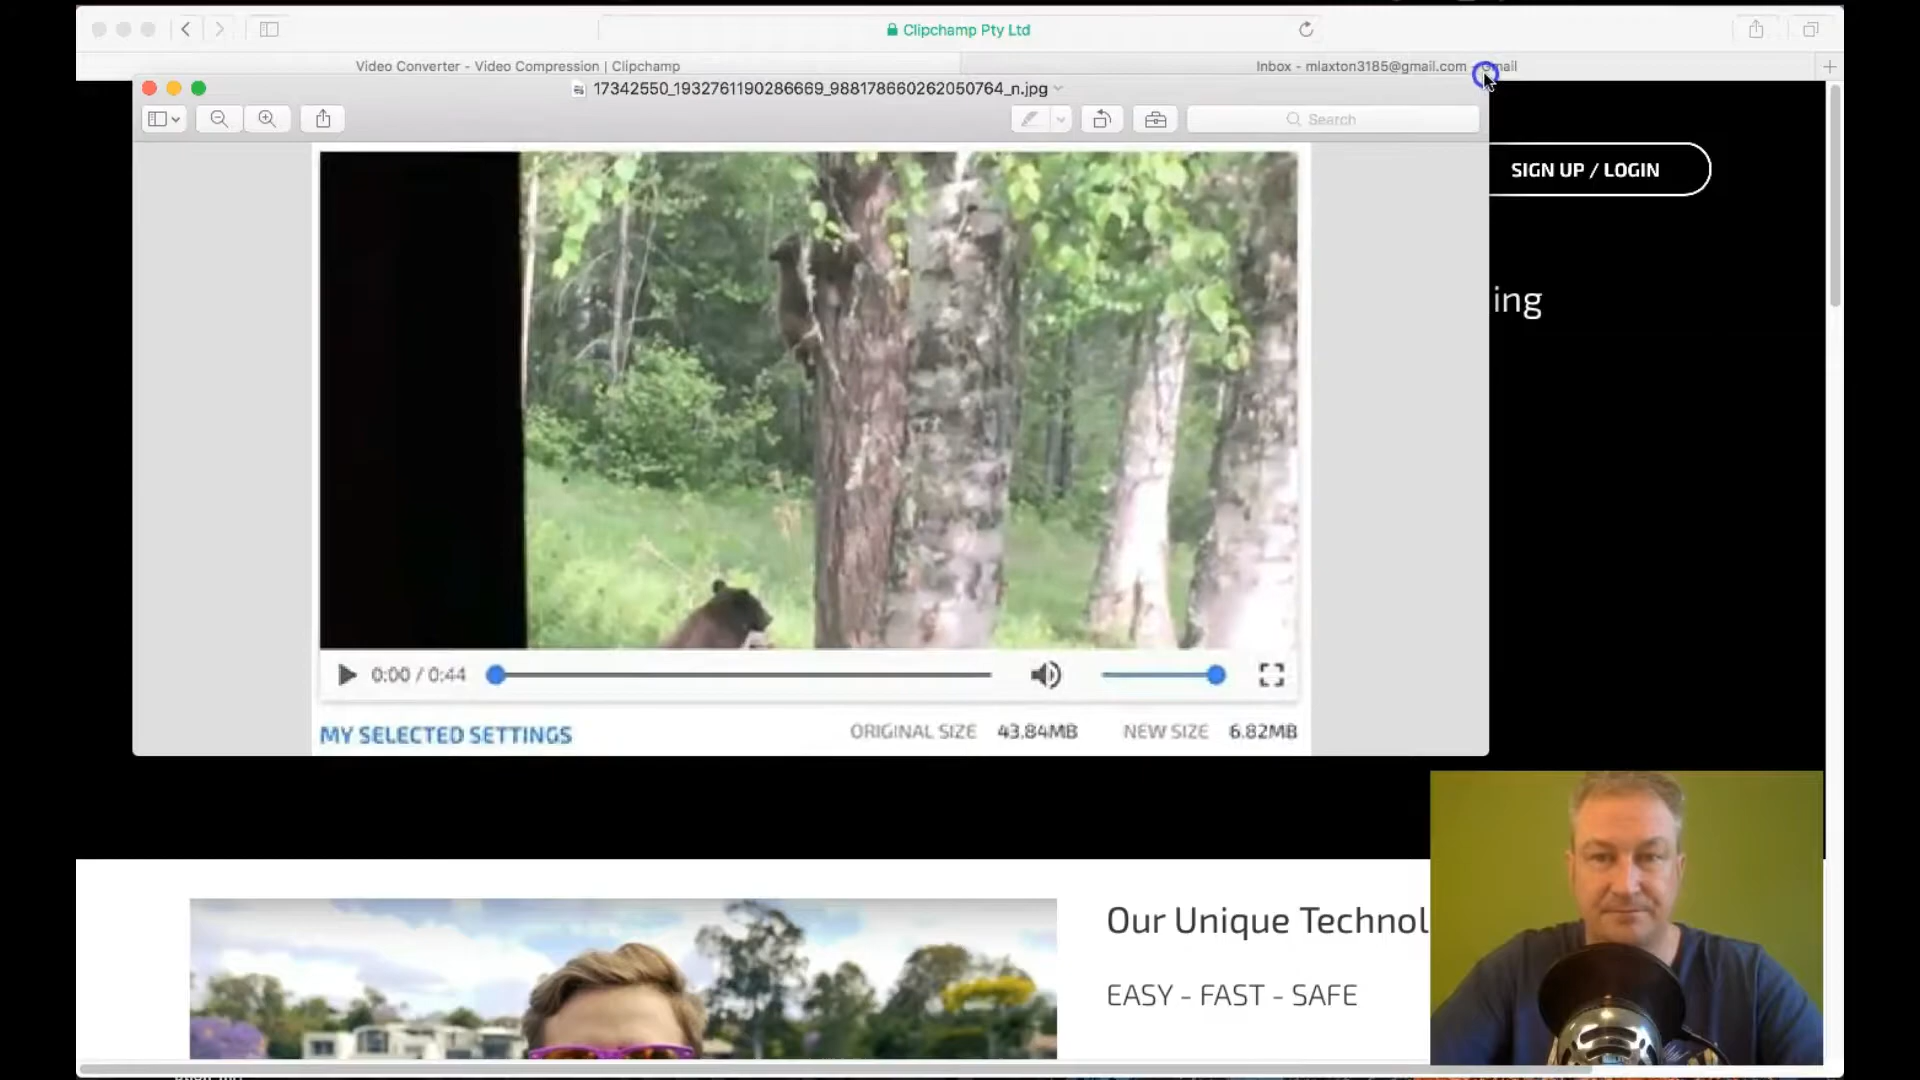 Clipchamp Pty Ltd
Video Converter - Video Compression | Clipchamp
Inbox - mlaxton3185@gmail.com - Gmail
17342550_1932761190286669_988178660262050764_n.jpg
Search
SIGN UP / LOGIN
ing
0:00 / 0:44
MY SELECTED SETTINGS
ORIGINAL SIZE 43.84MB NEW SIZE 6.82MB
Our Unique Technol
EASY - FAST - SAFE